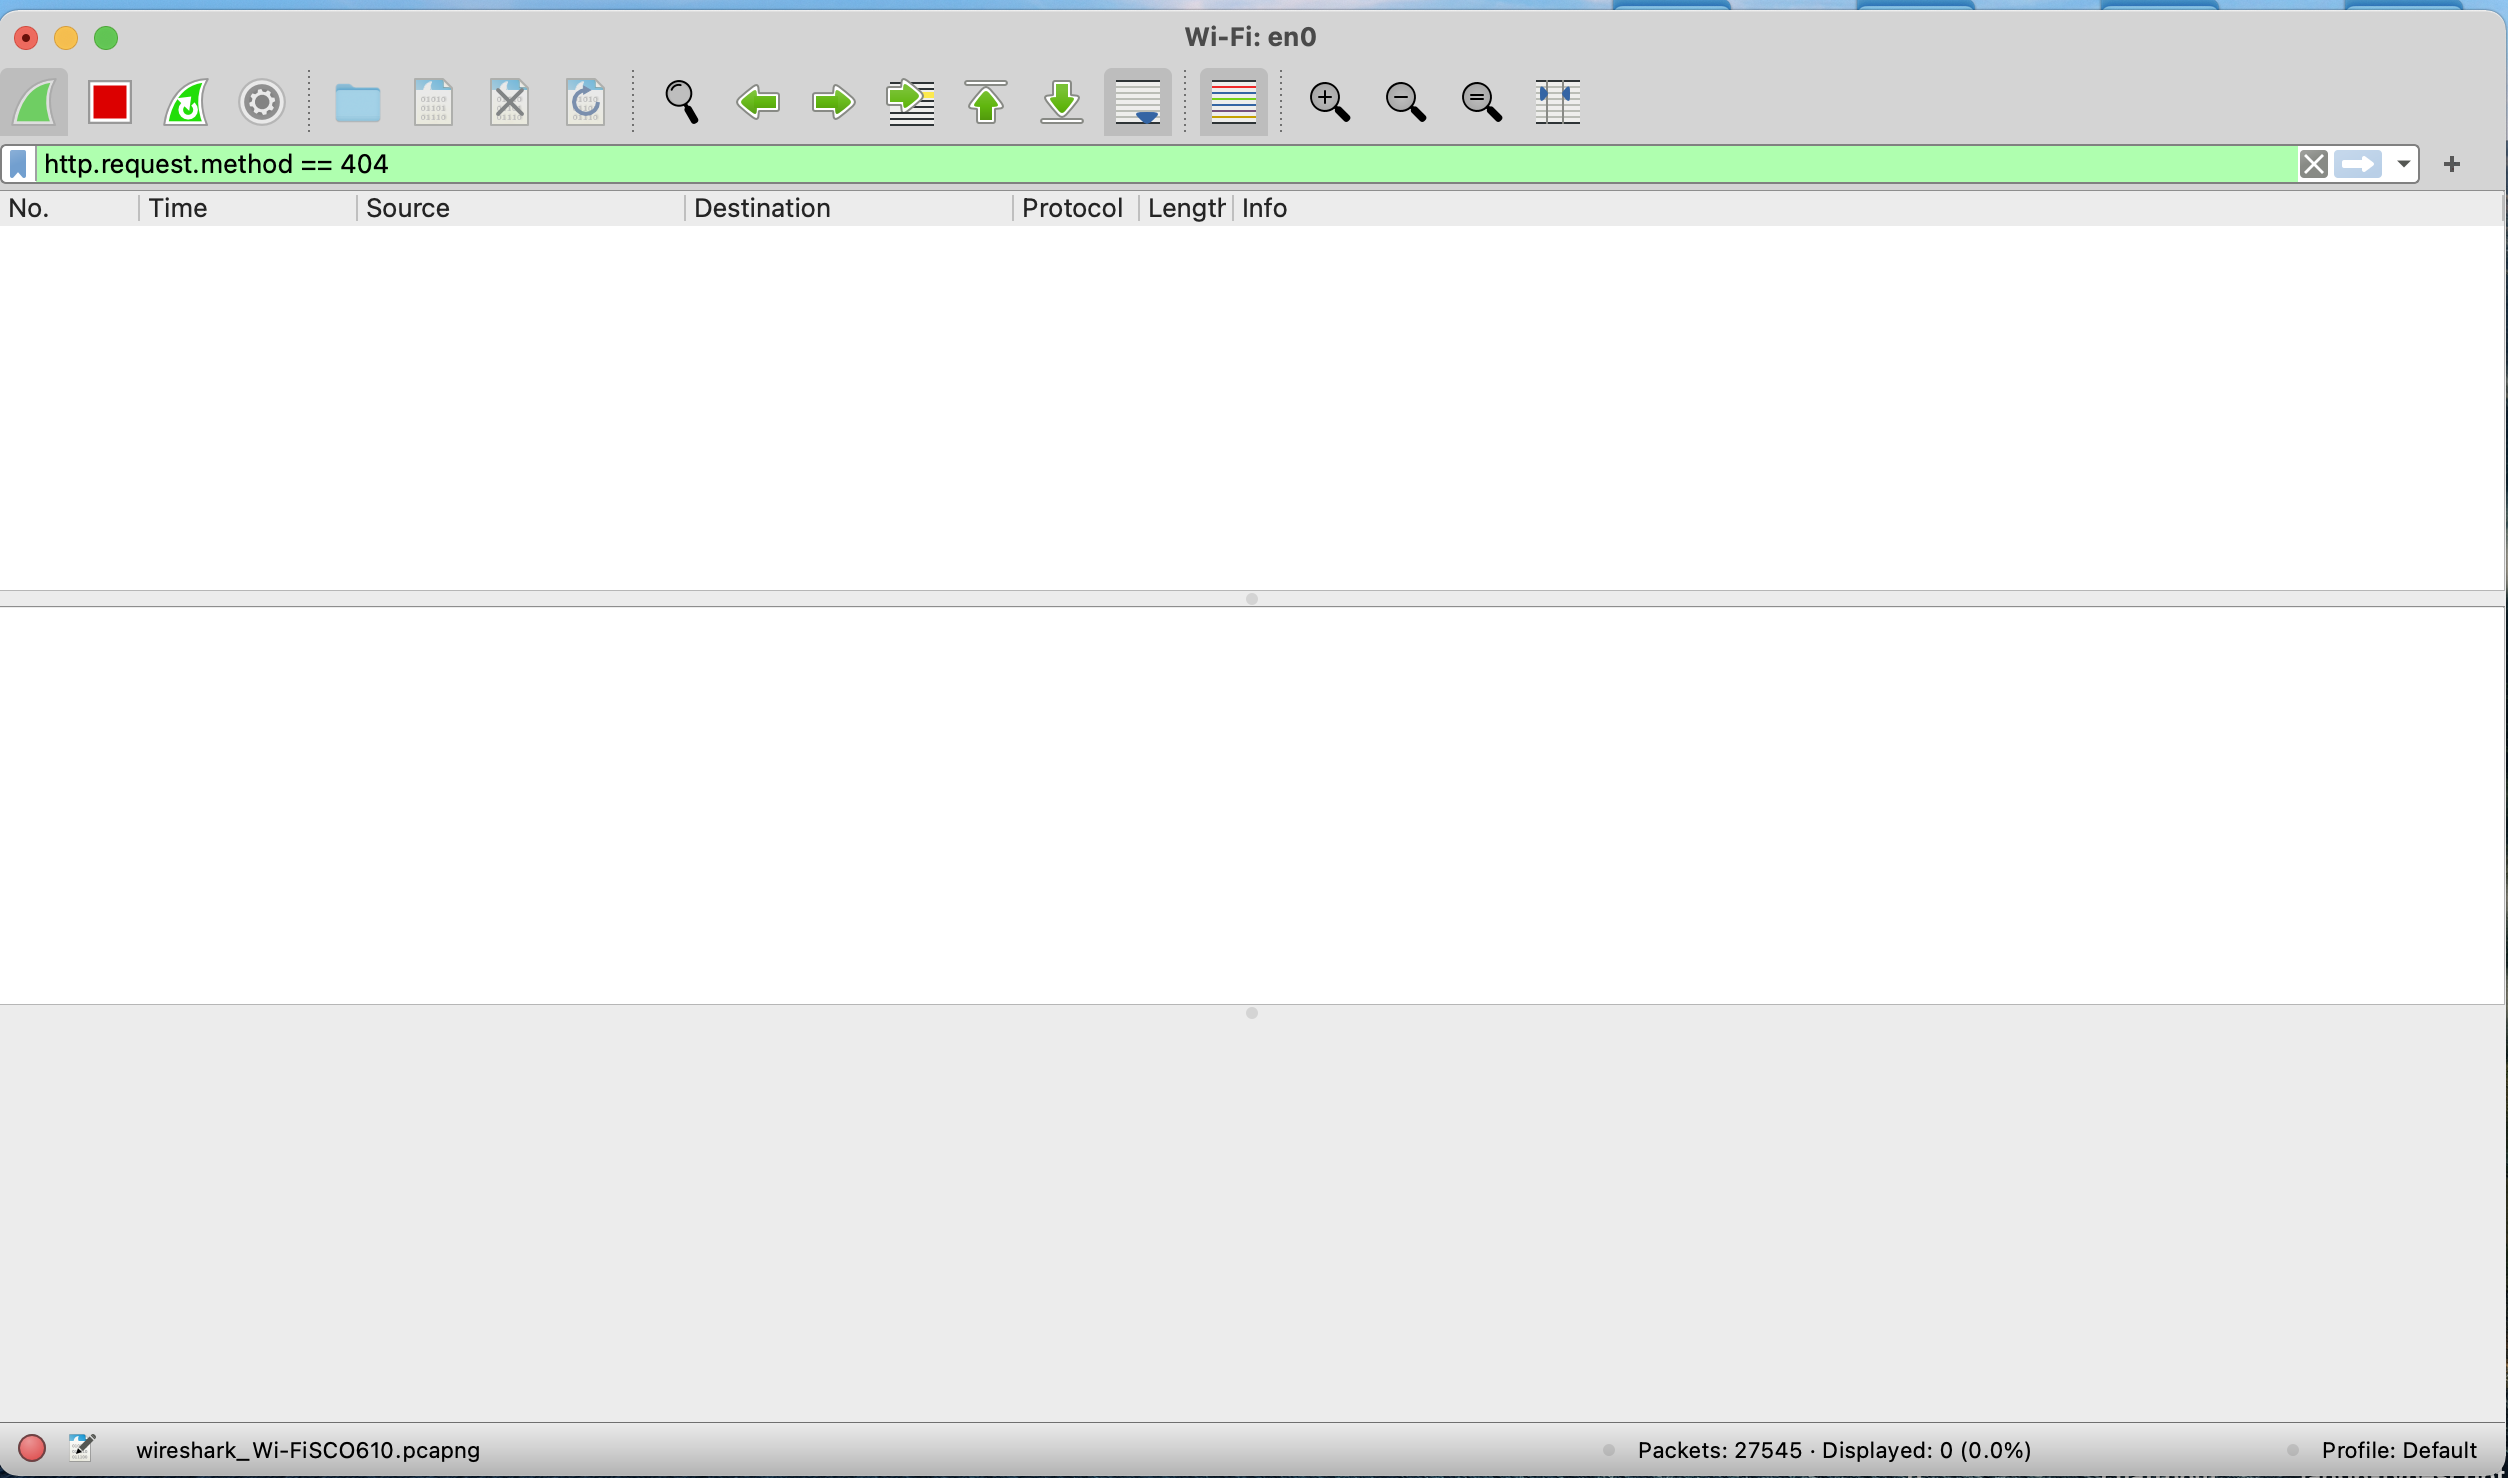 Wi-Fi: en0
http.request.method == 404
No. Time Source Destination Protocol Length Info
wireshark_Wi-FiSCO610.pcapng Packets: 27545 · Displayed: 0 (0.0%) Profile: Default